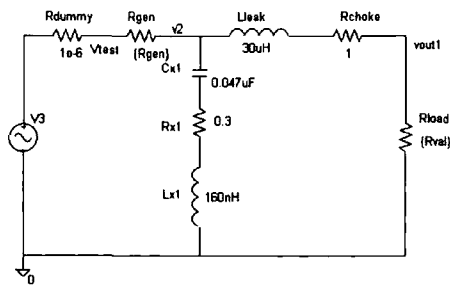 Rdummy
Rgen
v2
Lleak
Rchoke
1e-6
Vtest
(Rgen)
30uH
1
vout1
Cx1
0.047uF
V3
Rx1
0.3
Rload
(Rval)
Lx1
160nH
0